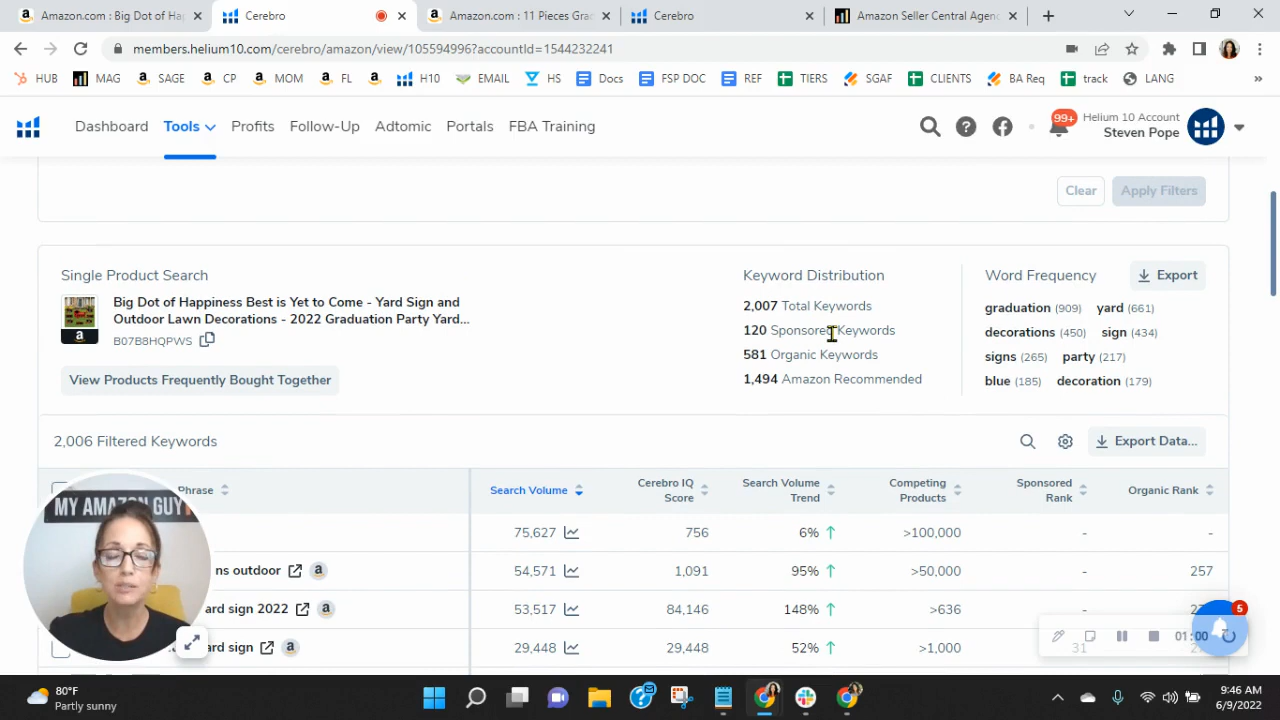 Amazon.com : Big Dot of Ha
Cerebro
Amazon.com : 11 Pieces Gra
Cerebro
Amazon Seller Central Agen
members.helium10.com/cerebro/amazon/view/105594996?accountId=1544232241
HUB MAG SAGE CP MOM FL H10 EMAIL HS Docs FSP DOC REF TIERS SGAF CLIENTS BA Req track LANG »
Dashboard Tools Profits Follow-Up Adtomic Portals FBA Training
99+
Helium 10 Account
Steven Pope
Clear Apply Filters
Single Product Search
Big Dot of Happiness Best is Yet to Come - Yard Sign and
Outdoor Lawn Decorations - 2022 Graduation Party Yard...
B07B8HQPWS
View Products Frequently Bought Together
Keyword Distribution
2,007 Total Keywords
120 Sponsored Keywords
581 Organic Keywords
1,494 Amazon Recommended
Word Frequency
Export
graduation (909) yard (661)
decorations (450) sign (434)
signs (265) party (217)
blue (185) decoration (179)
2,006 Filtered Keywords
Export Data...
Phrase
Search Volume
Cerebro IQ
Score
Search Volume
Trend
Competing
Products
Sponsored
Rank
Organic Rank
75,627 756 6% >100,000 - -
ns outdoor 54,571 1,091 95% >50,000 - 257
ard sign 2022 53,517 84,146 148% >636 -
ard sign 29,448 29,448 52% >1,000 31
MY AMAZON GUY
01:00
5
80°F
Partly sunny
9:46 AM
6/9/2022